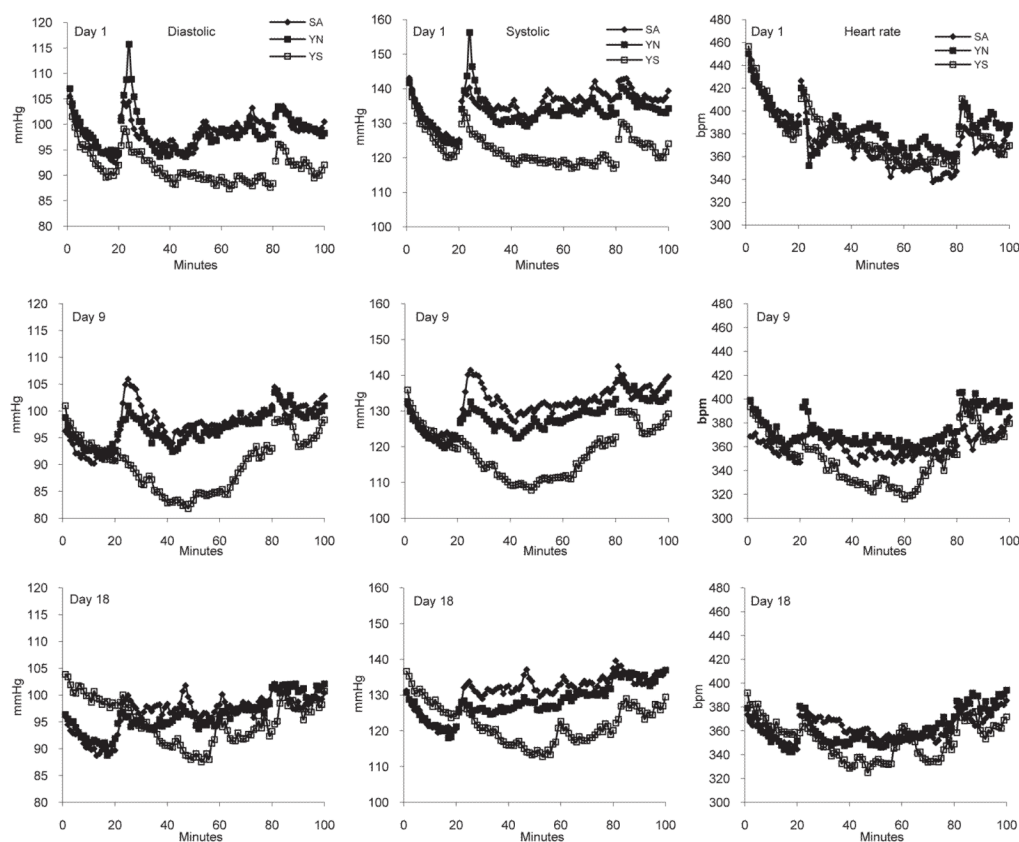 Day 1 Diastolic
SA
YN
YS
mmHg
120
115
110
105
100
95
90
85
80
0 20 40 60 80 100
Minutes
Day 1 Systolic
SA
YN
YS
mmHg
160
150
140
130
120
110
100
0 20 40 60 80 100
Minutes
Day 1 Heart rate
SA
YN
YS
bpm
480
460
440
420
400
380
360
340
320
300
0 20 40 60 80 100
Minutes
Day 9
mmHg
120
115
110
105
100
95
90
85
80
0 20 40 60 80 100
Minutes
Day 9
mmHg
160
150
140
130
120
110
100
0 20 40 60 80 100
Minutes
Day 9
bpm
480
460
440
420
400
380
360
340
320
300
0 20 40 60 80 100
Minutes
Day 18
mmHg
120
115
110
105
100
95
90
85
80
0 20 40 60 80 100
Minutes
Day 18
mmHg
160
150
140
130
120
110
100
0 20 40 60 80 100
Minutes
Day 18
bpm
480
460
440
420
400
380
360
340
320
300
0 20 40 60 80 100
Minutes